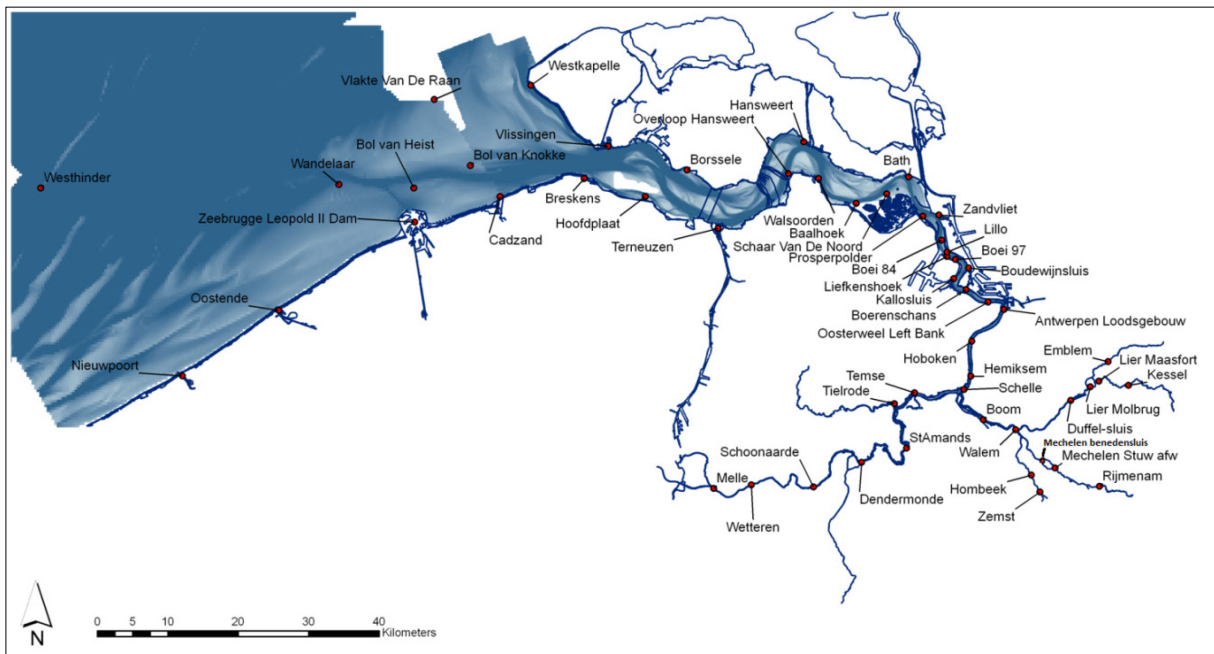 Westkapelle
Vlakte Van De Raan
Hansweert
Overloop Hansweert
Vlissingen
Bol van Heist
Bol van Knokke
Borssele
Bath
Wandelaar
Westhinder
Breskens
Zeebrugge Leopold II Dam
Cadzand
Hoofdplaat
Walsoorden
Zandvliet
Baalhoek
Lillo
Terneuzen
Schaar Van De Noord
Prosperpolder
Boei 97
Boei 84
Boudewijnsluis
Liefkenshoek
Kallosluis
Oostende
Boerenschans
Antwerpen Loodsgebouw
Oosterweel Left Bank
Hoboken
Emblem
Lier Maasfort
Nieuwpoort
Hemiksem
Kessel
Temse
Schelle
Tielrode
Lier Molbrug
Boom
Duffel-sluis
StAmands
Mechelen benedensluis
Walem
Schoonaarde
Mechelen Stuw afw
Melle
Rijmenam
Dendermonde
Hombeek
Wetteren
Zemst
N
0 5 10 20 30 40
Kilometers